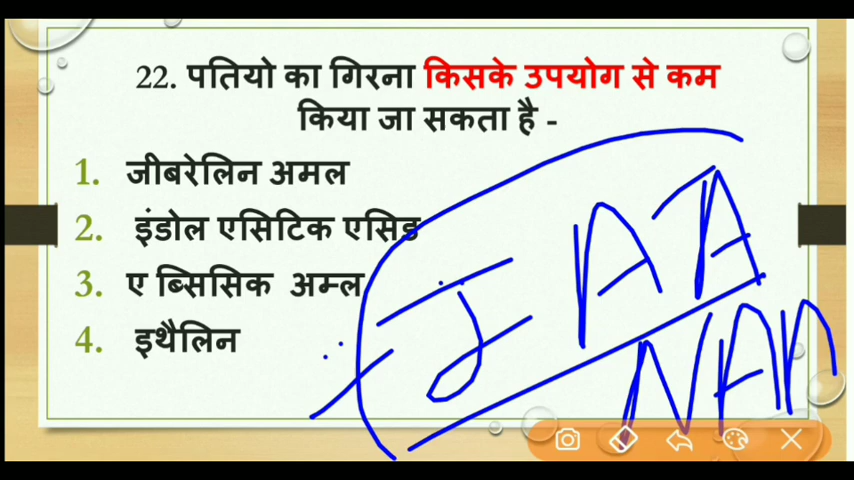 22. पतियो का गिरना किसके उपयोग से कम
किया जा सकता है -
1. जीबरेलिन अमल
2. इंडोल एसिटिक एसिड
3. ए ब्सिसिक अम्ल
4. इथैलिन
IAA
NAA